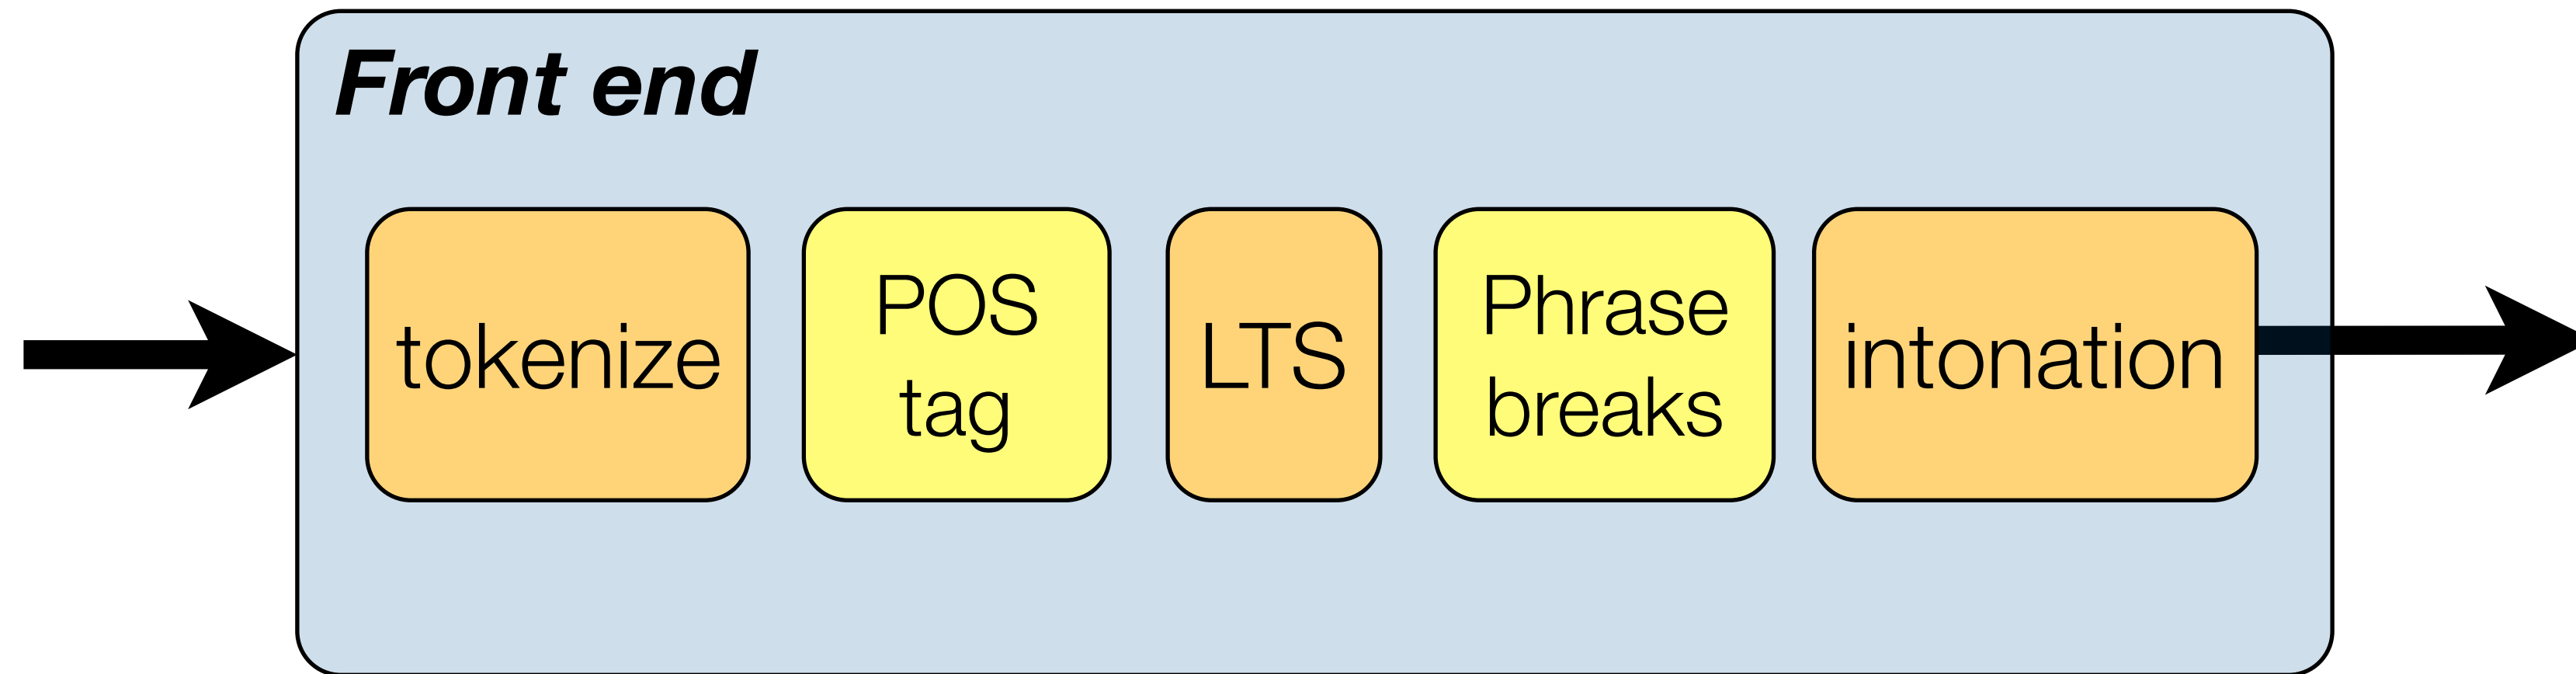 Front end
tokenize
POS
tag
LTS
Phrase
breaks
intonation